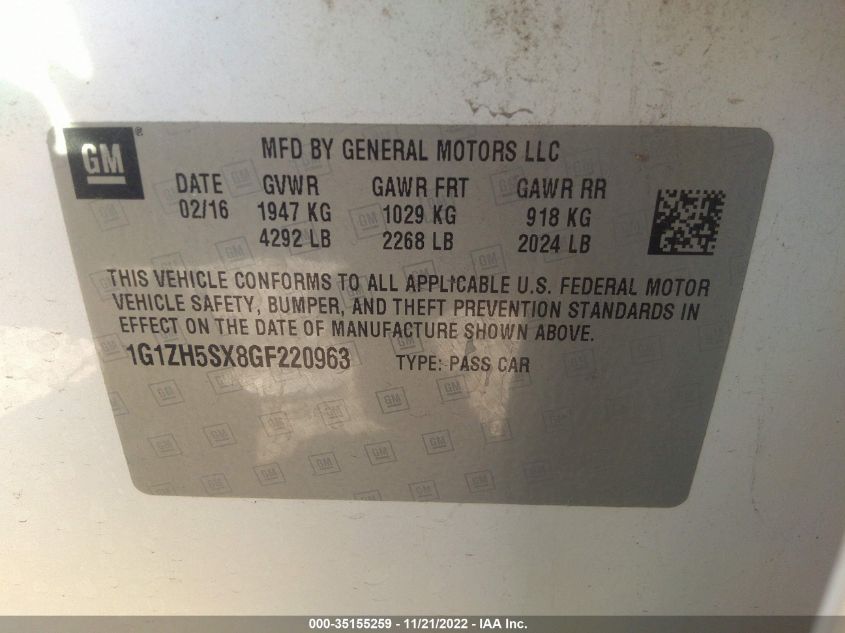 GM ®
MFD BY GENERAL MOTORS LLC
DATE GVWR GAWR FRT GAWR RR
02/16 1947 KG 1029 KG 918 KG
4292 LB 2268 LB 2024 LB
THIS VEHICLE CONFORMS TO ALL APPLICABLE U.S. FEDERAL MOTOR
VEHICLE SAFETY, BUMPER, AND THEFT PREVENTION STANDARDS IN
EFFECT ON THE DATE OF MANUFACTURE SHOWN ABOVE.
1G1ZH5SX8GF220963 TYPE: PASS CAR
000-35155259 - 11/21/2022 - IAA Inc.